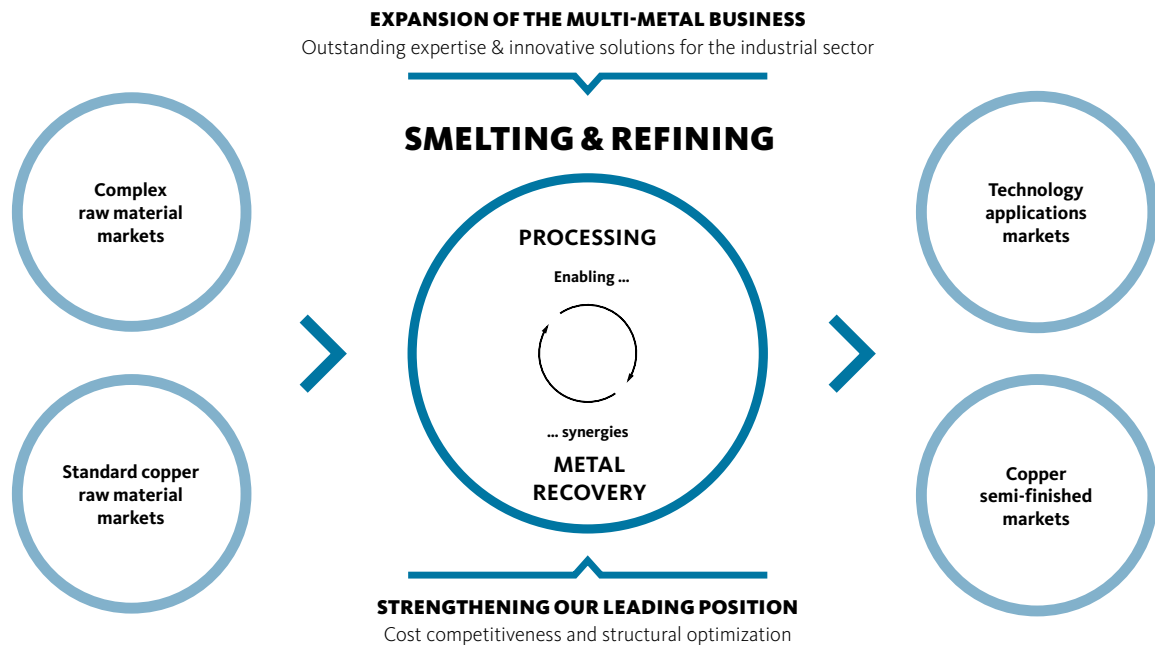 EXPANSION OF THE MULTI-METAL BUSINESS
Outstanding expertise & innovative solutions for the industrial sector
SMELTING & REFINING
Complex
raw material
markets
Standard copper
raw material
markets
PROCESSING
Enabling ...
... synergies
METAL
RECOVERY
Technology
applications
markets
Copper
semi-finished
markets
STRENGTHENING OUR LEADING POSITION
Cost competitiveness and structural optimization